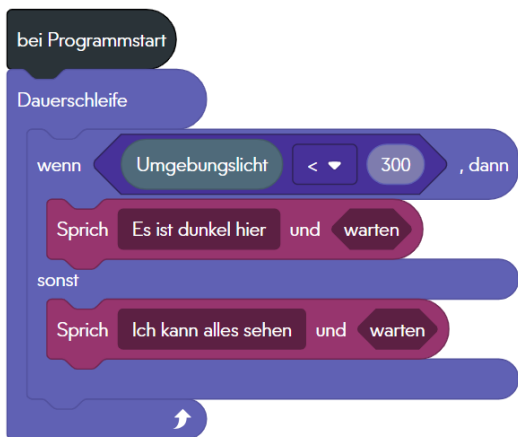 bei Programmstart
Dauerschleife
wenn Umgebungslicht < 300 , dann
Sprich Es ist dunkel hier und warten
sonst
Sprich Ich kann alles sehen und warten